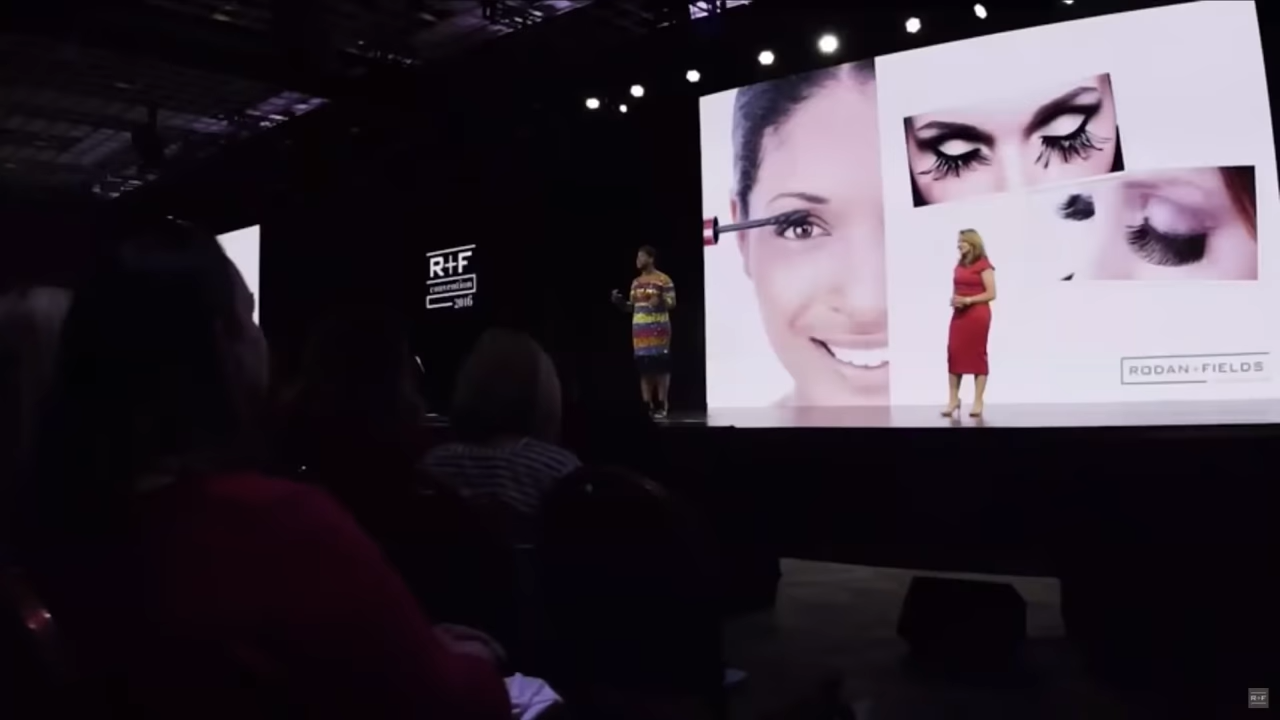 R+F
convention
2016
RODAN+FIELDS
R+F